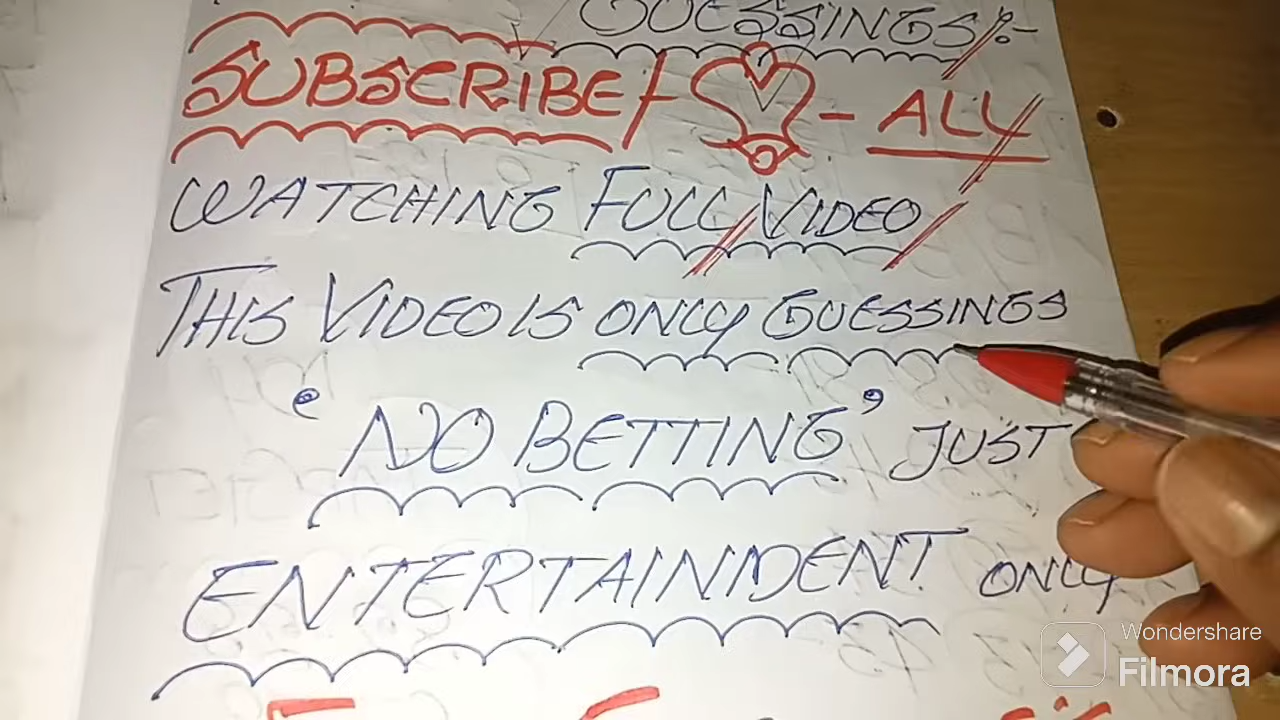 GUESSINGS/:-
SUBSCRIBE/ - ALL
WATCHING FULL VIDEO
THIS VIDEO IS ONLY GUESSINGS
'NO BETTING' JUST
ENTERTAINMENT ONLY
Wondershare
Filmora